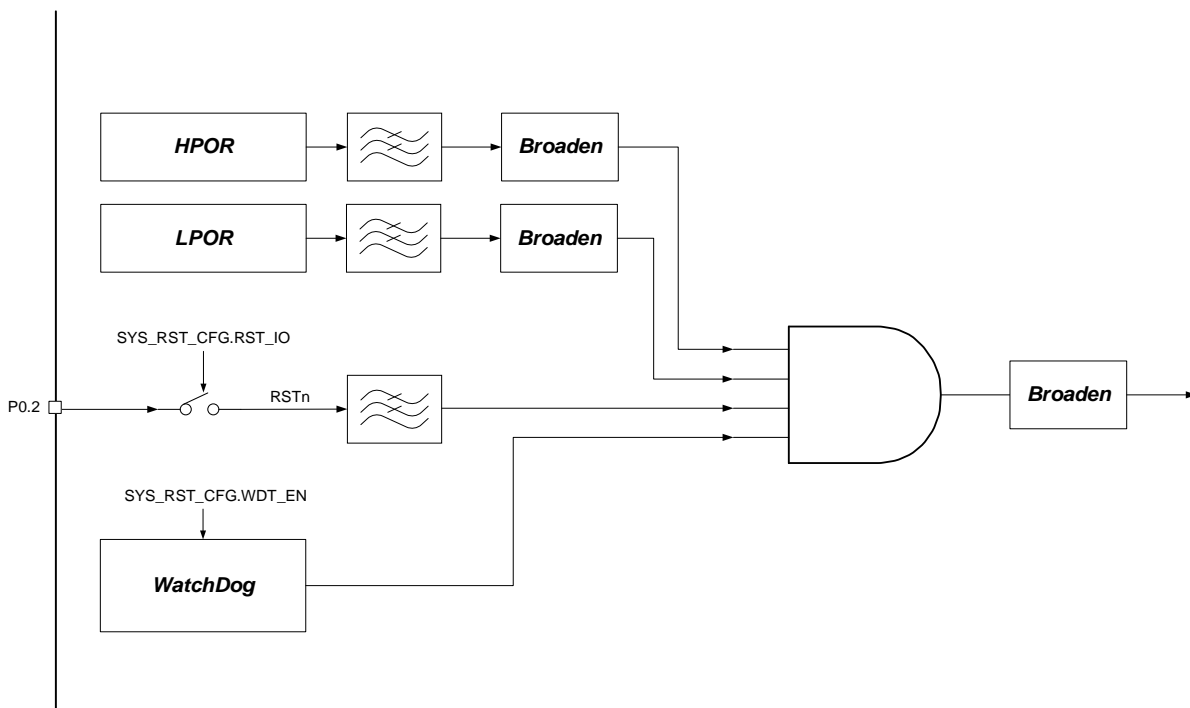 HPOR
Broaden
LPOR
Broaden
SYS_RST_CFG.RST_IO
P0.2
RSTn
Broaden
SYS_RST_CFG.WDT_EN
WatchDog